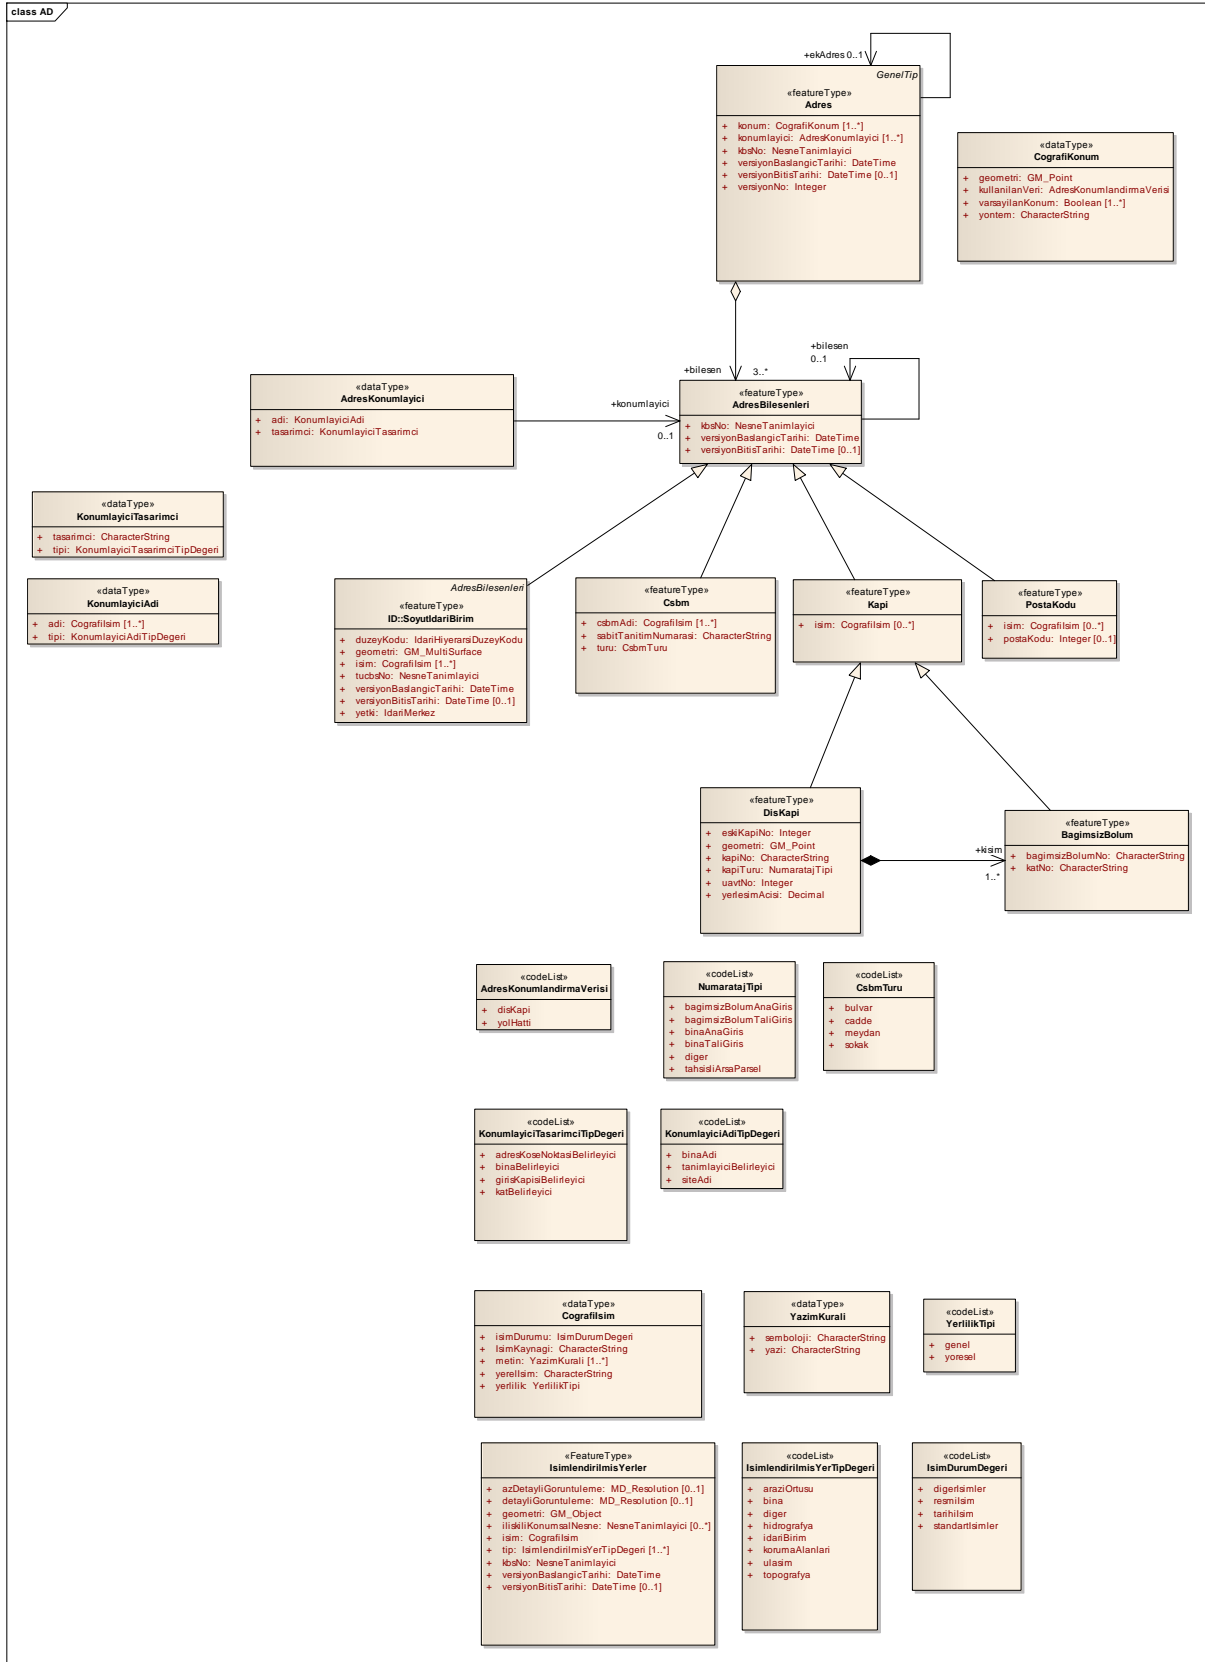 class AD
+ekAdres 0..1
GenelTip
«featureType»
Adres
+ konum: CografiKonum [1..*]
+ konumlayici: AdresKonumlayici [1..*]
+ kbsNo: NesneTanimlayici
+ versiyonBaslangicTarihi: DateTime
+ versiyonBitisTarihi: DateTime [0..1]
+ versiyonNo: Integer
«dataType»
CografiKonum
+ geometri: GM_Point
+ kullanilanVeri: AdresKonumlandirmaVerisi
+ varsayilanKonum: Boolean [1..*]
+ yontem: CharacterString
+bilesen
3..*
+bilesen
0..1
«dataType»
AdresKonumlayici
+ adi: KonumlayiciAdi
+ tasarimci: KonumlayiciTasarimci
+konumlayici
0..1
«featureType»
AdresBilesenleri
+ kbsNo: NesneTanimlayici
+ versiyonBaslangicTarihi: DateTime
+ versiyonBitisTarihi: DateTime [0..1]
«dataType»
KonumlayiciTasarimci
+ tasarimci: CharacterString
+ tipi: KonumlayiciTasarimciTipDegeri
«dataType»
KonumlayiciAdi
+ adi: CografiIsim [1..*]
+ tipi: KonumlayiciAdiTipDegeri
AdresBilesenleri
«featureType»
ID::SoyutIdariBirim
+ duzeyKodu: IdariHiyerarsiDuzeyKodu
+ geometri: GM_MultiSurface
+ isim: CografiIsim [1..*]
+ tucbsNo: NesneTanimlayici
+ versiyonBaslangicTarihi: DateTime
+ versiyonBitisTarihi: DateTime [0..1]
+ yetki: IdariMerkez
«featureType»
Csbm
+ csbmAdi: CografiIsim [1..*]
+ sabitTanitimNumarasi: CharacterString
+ turu: CsbmTuru
«featureType»
Kapi
+ isim: CografiIsim [0..*]
«featureType»
PostaKodu
+ isim: CografiIsim [0..*]
+ postaKodu: Integer [0..1]
«featureType»
DisKapi
+ eskiKapiNo: Integer
+ geometri: GM_Point
+ kapiNo: CharacterString
+ kapiTuru: NumaratajTipi
+ uavtNo: Integer
+ yerlesimAcisi: Decimal
+kisim
1..*
«featureType»
BagimsizBolum
+ bagimsizBolumNo: CharacterString
+ katNo: CharacterString
«codeList»
AdresKonumlandirmaVerisi
+ disKapi
+ yolHatti
«codeList»
NumaratajTipi
+ bagimsizBolumAnaGiris
+ bagimsizBolumTaliGiris
+ binaAnaGiris
+ binaTaliGiris
+ diger
+ tahsisliArsaParsel
«codeList»
CsbmTuru
+ bulvar
+ cadde
+ meydan
+ sokak
«codeList»
KonumlayiciTasarimciTipDegeri
+ adresKoseNoktasiBelirleyici
+ binaBelirleyici
+ girisKapisiBelirleyici
+ katBelirleyici
«codeList»
KonumlayiciAdiTipDegeri
+ binaAdi
+ tanimlayiciBelirleyici
+ siteAdi
«dataType»
CografiIsim
+ isimDurumu: IsimDurumDegeri
+ IsimKaynagi: CharacterString
+ metin: YazimKurali [1..*]
+ yerelIsim: CharacterString
+ yerlilik: YerlilikTipi
«dataType»
YazimKurali
+ semboloji: CharacterString
+ yazi: CharacterString
«codeList»
YerlilikTipi
+ genel
+ yoresel
«FeatureType»
IsimlendirilmisYerler
+ azDetayliGoruntuleme: MD_Resolution [0..1]
+ detayliGoruntuleme: MD_Resolution [0..1]
+ geometri: GM_Object
+ iliskiliKonumsalNesne: NesneTanimlayici [0..*]
+ isim: CografiIsim
+ tip: IsimlendirilmisYerTipDegeri [1..*]
+ kbsNo: NesneTanimlayici
+ versiyonBaslangicTarihi: DateTime
+ versiyonBitisTarihi: DateTime [0..1]
«codeList»
IsimlendirilmisYerTipDegeri
+ araziOrtusu
+ bina
+ diger
+ hidrografya
+ idariBirim
+ korumaAlanlari
+ ulasim
+ topografya
«codeList»
IsimDurumDegeri
+ digerIsimler
+ resmiIsim
+ tarihiIsim
+ standartIsimler